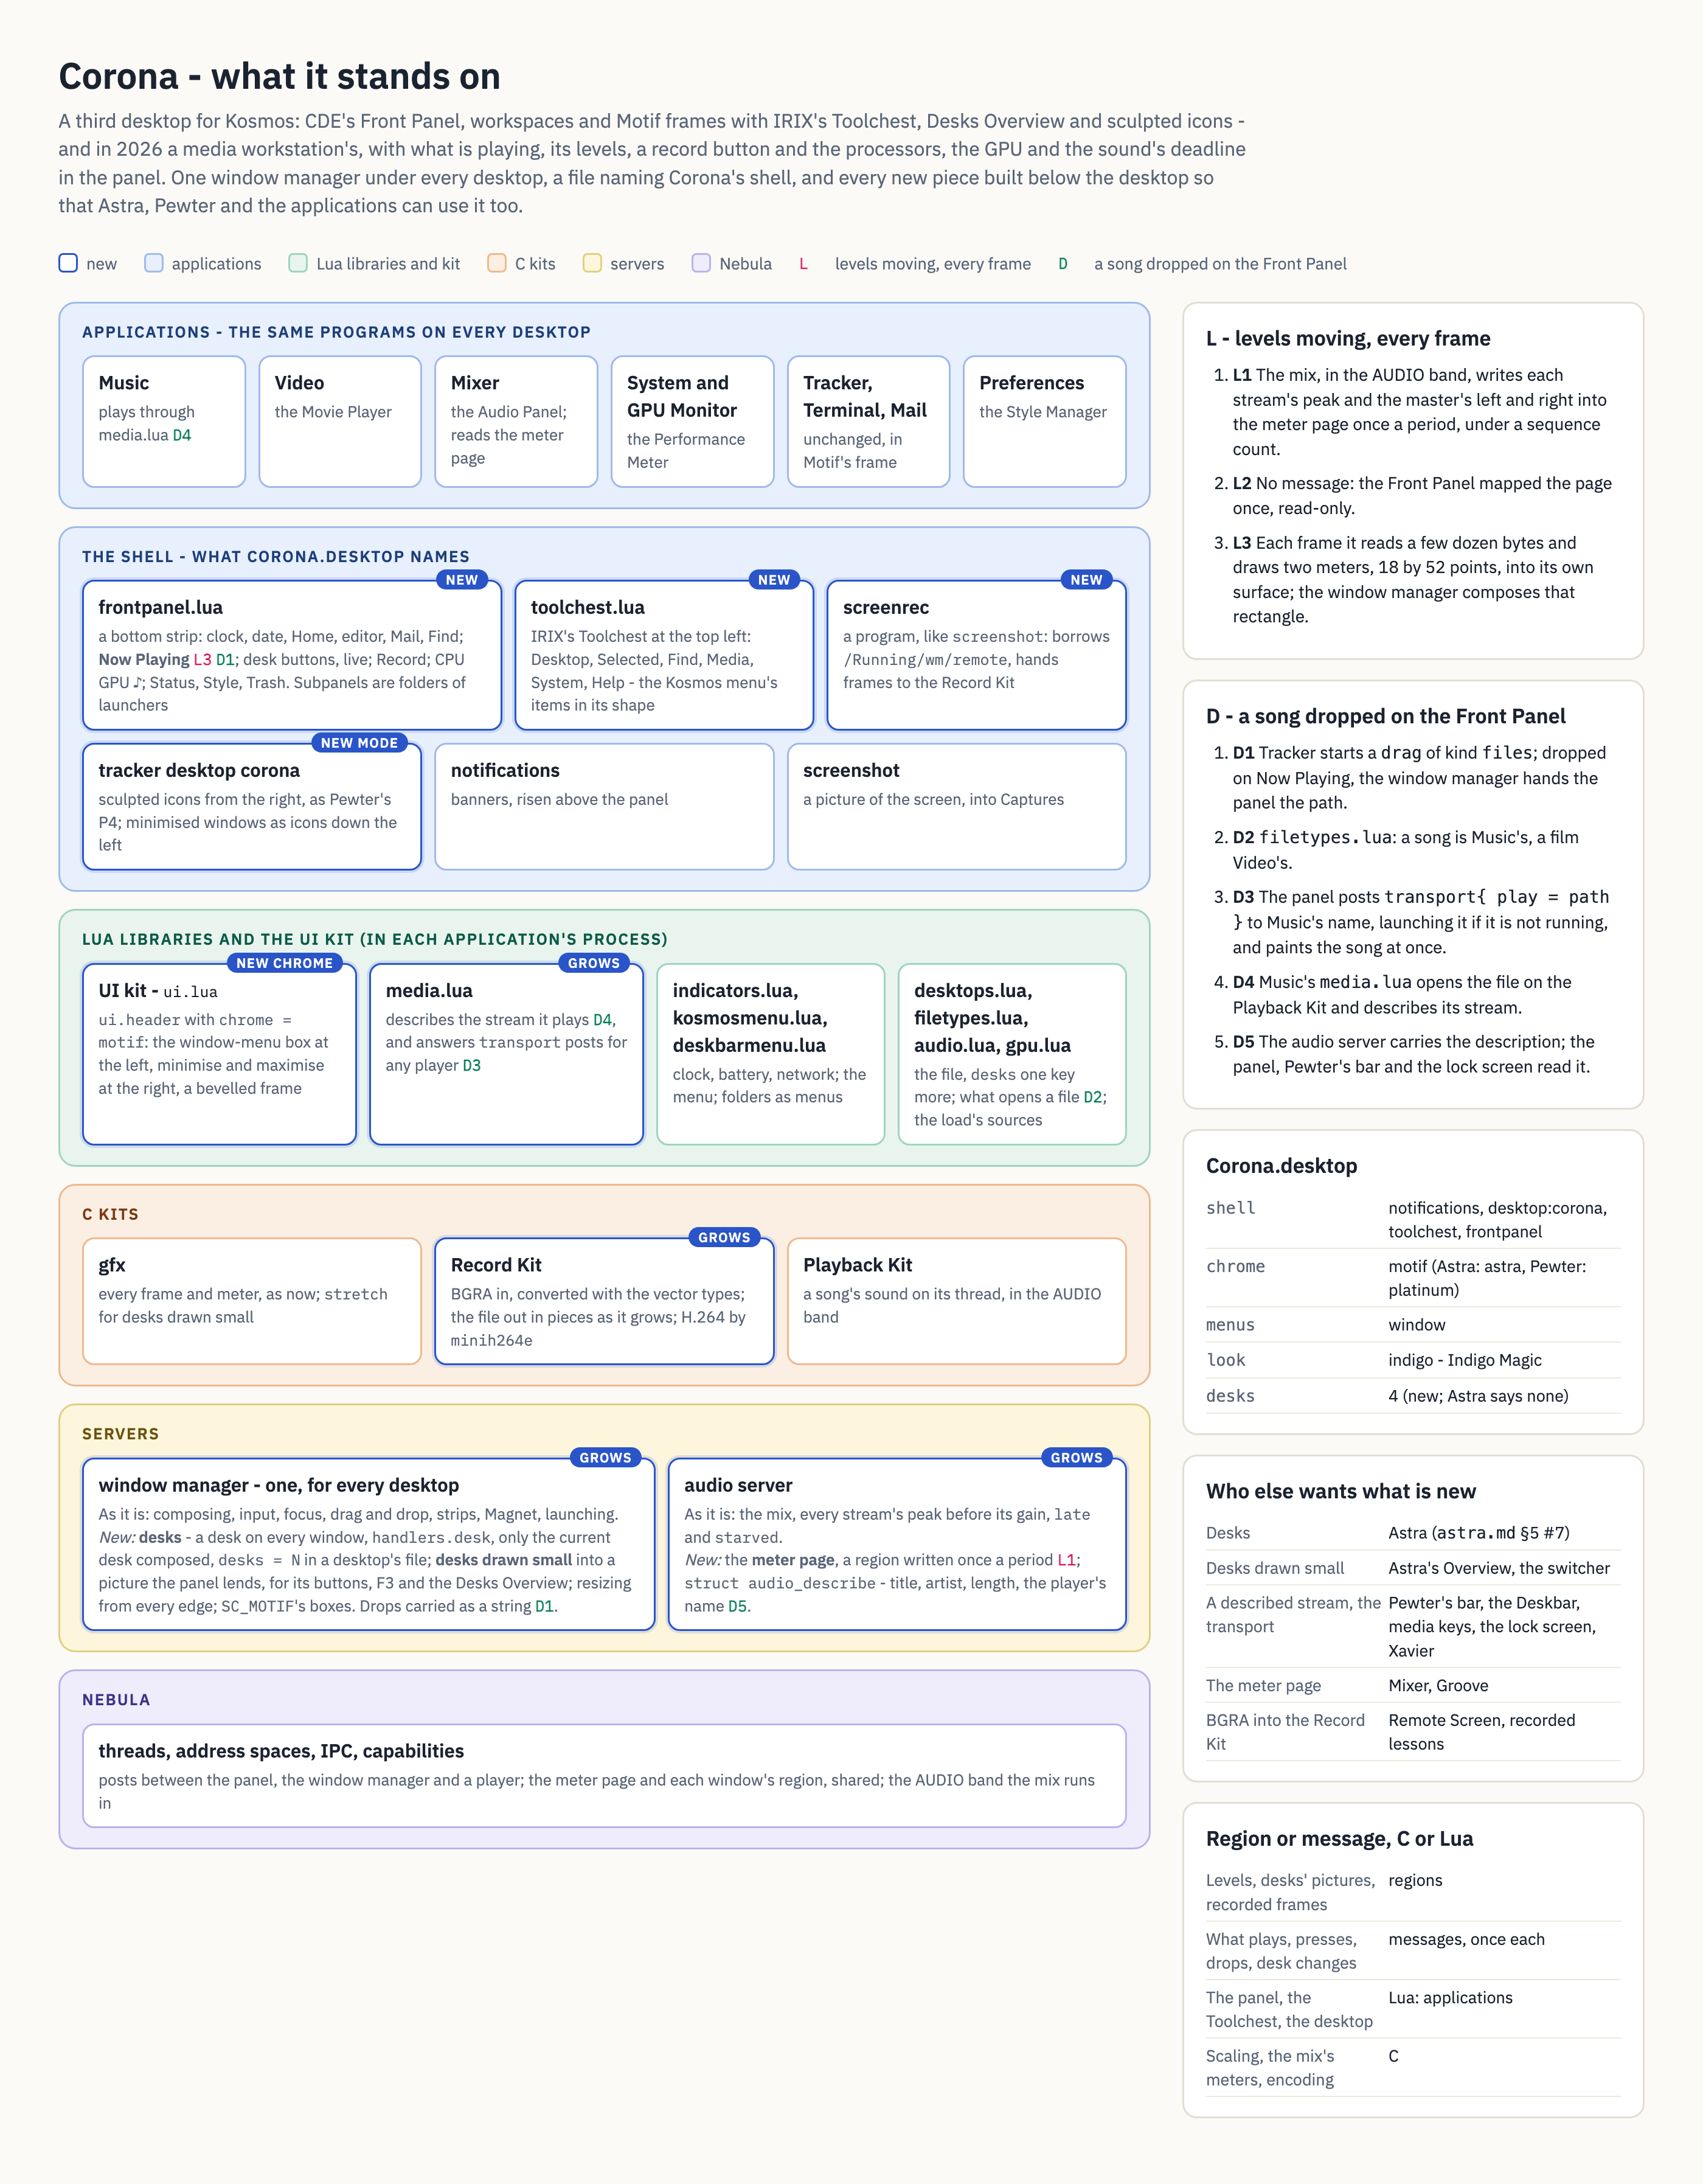 Corona - what it stands on
A third desktop for Kosmos: CDE's Front Panel, workspaces and Motif frames with IRIX's Toolchest, Desks Overview and sculpted icons -
and in 2026 a media workstation's, with what is playing, its levels, a record button and the processors, the GPU and the sound's deadline
in the panel. One window manager under every desktop, a file naming Corona's shell, and every new piece built below the desktop so
that Astra, Pewter and the applications can use it too.
new applications Lua libraries and kit C kits servers Nebula L levels moving, every frame D a song dropped on the Front Panel
APPLICATIONS - THE SAME PROGRAMS ON EVERY DESKTOP
Music
plays through
media.lua D4
Video
the Movie Player
Mixer
the Audio Panel;
reads the meter
page
System and
GPU Monitor
the Performance
Meter
Tracker,
Terminal, Mail
unchanged, in
Motif's frame
Preferences
the Style Manager
THE SHELL - WHAT CORONA.DESKTOP NAMES
NEW
frontpanel.lua
a bottom strip: clock, date, Home, editor, Mail, Find;
Now Playing L3 D1; desk buttons, live; Record; CPU
GPU ♪; Status, Style, Trash. Subpanels are folders of
launchers
NEW
toolchest.lua
IRIX's Toolchest at the top left:
Desktop, Selected, Find, Media,
System, Help - the Kosmos menu's
items in its shape
NEW
screenrec
a program, like screenshot: borrows
/Running/wm/remote, hands
frames to the Record Kit
NEW MODE
tracker desktop corona
sculpted icons from the right, as Pewter's
P4; minimised windows as icons down the
left
notifications
banners, risen above the panel
screenshot
a picture of the screen, into Captures
LUA LIBRARIES AND THE UI KIT (IN EACH APPLICATION'S PROCESS)
NEW CHROME
UI kit - ui.lua
ui.header with chrome =
motif: the window-menu box at
the left, minimise and maximise
at the right, a bevelled frame
GROWS
media.lua
describes the stream it plays D4,
and answers transport posts for
any player D3
indicators.lua,
kosmosmenu.lua,
deskbarmenu.lua
clock, battery, network; the
menu; folders as menus
desktops.lua,
filetypes.lua,
audio.lua, gpu.lua
the file, desks one key
more; what opens a file D2;
the load's sources
C KITS
gfx
every frame and meter, as now; stretch
for desks drawn small
GROWS
Record Kit
BGRA in, converted with the vector types;
the file out in pieces as it grows; H.264 by
minih264e
Playback Kit
a song's sound on its thread, in the AUDIO
band
SERVERS
GROWS
window manager - one, for every desktop
As it is: composing, input, focus, drag and drop, strips, Magnet, launching.
New: desks - a desk on every window, handlers.desk, only the current
desk composed, desks = N in a desktop's file; desks drawn small into a
picture the panel lends, for its buttons, F3 and the Desks Overview; resizing
from every edge; SC_MOTIF's boxes. Drops carried as a string D1.
GROWS
audio server
As it is: the mix, every stream's peak before its gain, late
and starved.
New: the meter page, a region written once a period L1;
struct audio_describe - title, artist, length, the player's
name D5.
NEBULA
threads, address spaces, IPC, capabilities
posts between the panel, the window manager and a player; the meter page and each window's region, shared; the AUDIO band the mix runs
in
L - levels moving, every frame
1. L1 The mix, in the AUDIO band, writes each
stream's peak and the master's left and right into
the meter page once a period, under a sequence
count.
2. L2 No message: the Front Panel mapped the page
once, read-only.
3. L3 Each frame it reads a few dozen bytes and
draws two meters, 18 by 52 points, into its own
surface; the window manager composes that
rectangle.
D - a song dropped on the Front Panel
1. D1 Tracker starts a drag of kind files; dropped
on Now Playing, the window manager hands the
panel the path.
2. D2 filetypes.lua: a song is Music's, a film
Video's.
3. D3 The panel posts transport{ play = path
} to Music's name, launching it if it is not running,
and paints the song at once.
4. D4 Music's media.lua opens the file on the
Playback Kit and describes its stream.
5. D5 The audio server carries the description; the
panel, Pewter's bar and the lock screen read it.
Corona.desktop
shell notifications, desktop:corona,
toolchest, frontpanel
chrome motif (Astra: astra, Pewter:
platinum)
menus window
look indigo - Indigo Magic
desks 4 (new; Astra says none)
Who else wants what is new
Desks Astra (astra.md §5 #7)
Desks drawn small Astra's Overview, the switcher
A described stream, the Pewter's bar, the Deskbar,
transport media keys, the lock screen,
Xavier
The meter page Mixer, Groove
BGRA into the Record Remote Screen, recorded
Kit lessons
Region or message, C or Lua
Levels, desks' pictures, regions
recorded frames
What plays, presses, messages, once each
drops, desk changes
The panel, the Lua: applications
Toolchest, the desktop
Scaling, the mix's C
meters, encoding